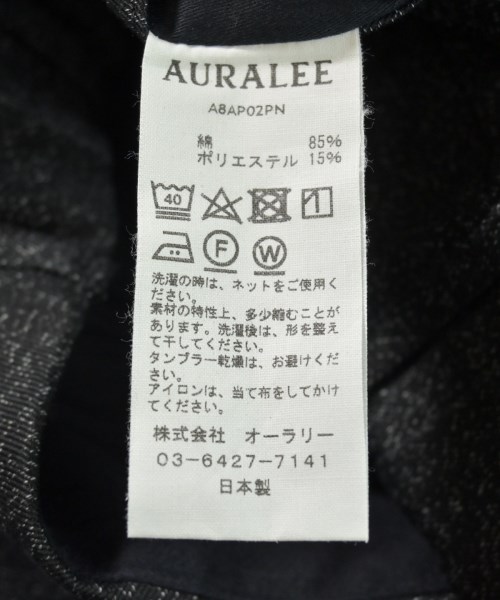 AURALEE
A8AP02PN
綿 85%
ポリエステル 15%
40
F W
洗濯の時は、ネットをご使用く
ださい。
素材の特性上、多少縮むことが
あります。洗濯後は、形を整え
て干してください。
タンブラー乾燥は、お避けくだ
さい。
アイロンは、当て布をしてかけ
てください。
株式会社 オーラリー
03-6427-7141
日本製